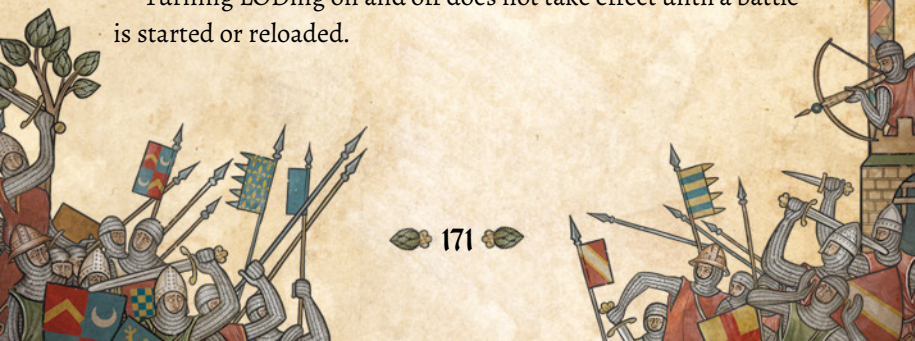 Turning LODing on and off does not take effect until a battle
is started or reloaded.
171